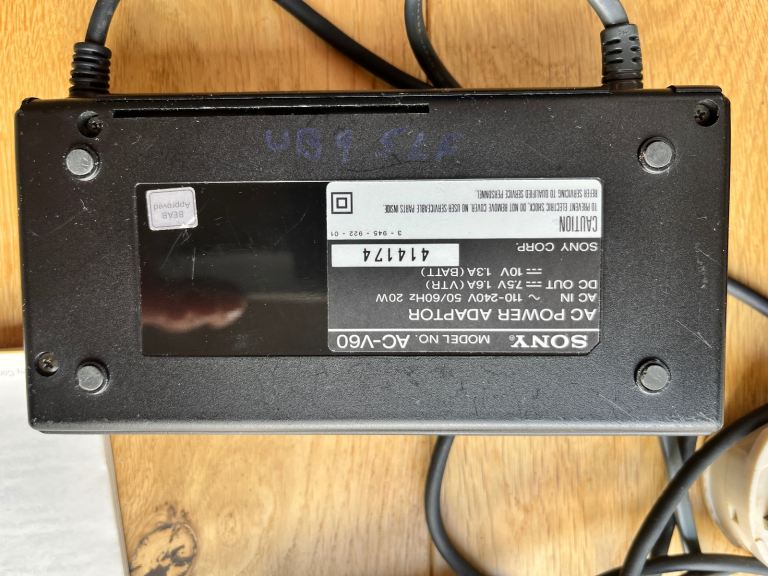 SONY® MODEL NO. AC-V60
AC POWER ADAPTOR
AC IN ~ 110-240V 50/60Hz 20W
DC OUT ⎓ 7.5V 1.6A (VTR)
⎓ 10V 1.3A (BATT)
414174
SONY CORP.
3-945-922-01
CAUTION
TO PREVENT ELECTRIC SHOCK, DO NOT REMOVE COVER. NO USER SERVICEABLE PARTS INSIDE.
REFER SERVICING TO QUALIFIED SERVICE PERSONNEL.
BEAB
Approved